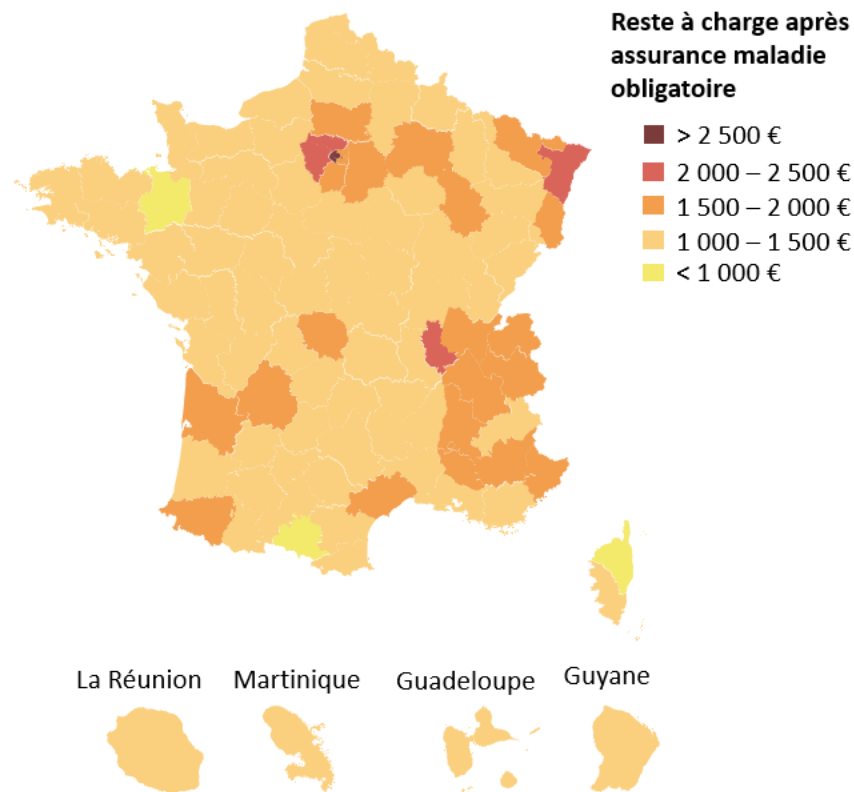 Reste à charge après
assurance maladie
obligatoire
> 2 500 €
2 000 – 2 500 €
1 500 – 2 000 €
1 000 – 1 500 €
< 1 000 €
La Réunion
Martinique
Guadeloupe
Guyane